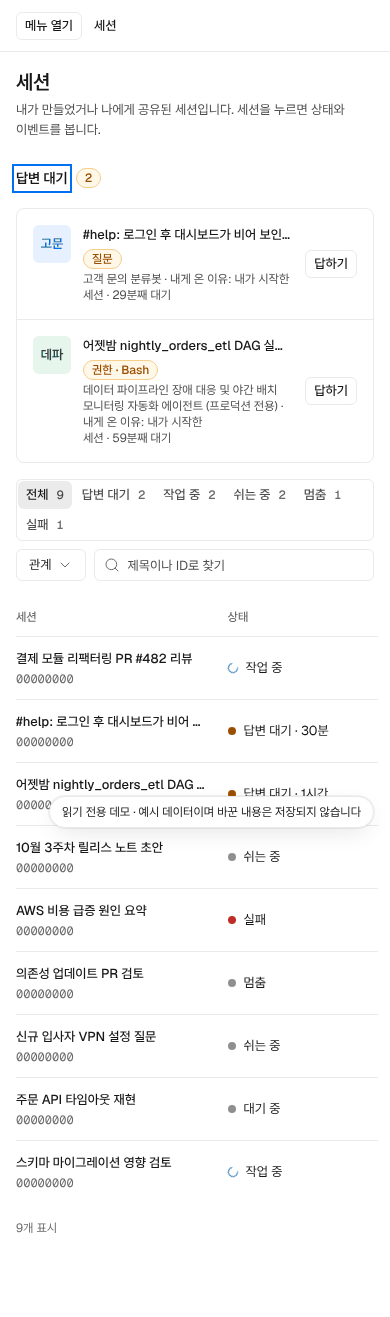 메뉴 열기
세션
세션
내가 만들었거나 나에게 공유된 세션입니다. 세션을 누르면 상태와
이벤트를 봅니다.
답변 대기 2
고문
#help: 로그인 후 대시보드가 비어 보인…
질문
고객 문의 분류봇 · 내게 온 이유: 내가 시작한
세션 · 29분째 대기
답하기
데파
어젯밤 nightly_orders_etl DAG 실…
권한 · Bash
데이터 파이프라인 장애 대응 및 야간 배치
모니터링 자동화 에이전트 (프로덕션 전용) ·
내게 온 이유: 내가 시작한
세션 · 59분째 대기
답하기
전체 9 답변 대기 2 작업 중 2 쉬는 중 2 멈춤 1
실패 1
관계
제목이나 ID로 찾기
세션 상태
결제 모듈 리팩터링 PR #482 리뷰
00000000
작업 중
#help: 로그인 후 대시보드가 비어 …
00000000
답변 대기 · 30분
어젯밤 nightly_orders_etl DAG …
답변 대기 · 1시간
읽기 전용 데모 · 예시 데이터이며 바꾼 내용은 저장되지 않습니다
10월 3주차 릴리스 노트 초안
00000000
쉬는 중
AWS 비용 급증 원인 요약
00000000
실패
의존성 업데이트 PR 검토
00000000
멈춤
신규 입사자 VPN 설정 질문
00000000
쉬는 중
주문 API 타임아웃 재현
00000000
대기 중
스키마 마이그레이션 영향 검토
00000000
작업 중
9개 표시